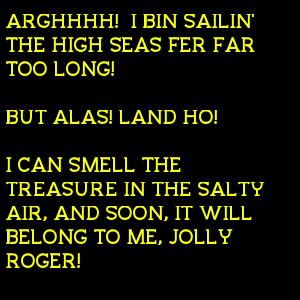 ARGHHHH! I BIN SAILIN'
THE HIGH SEAS FER FAR
TOO LONG!
BUT ALAS! LAND HO!
I CAN SMELL THE
TREASURE IN THE SALTY
AIR, AND SOON, IT WILL
BELONG TO ME, JOLLY
ROGER!